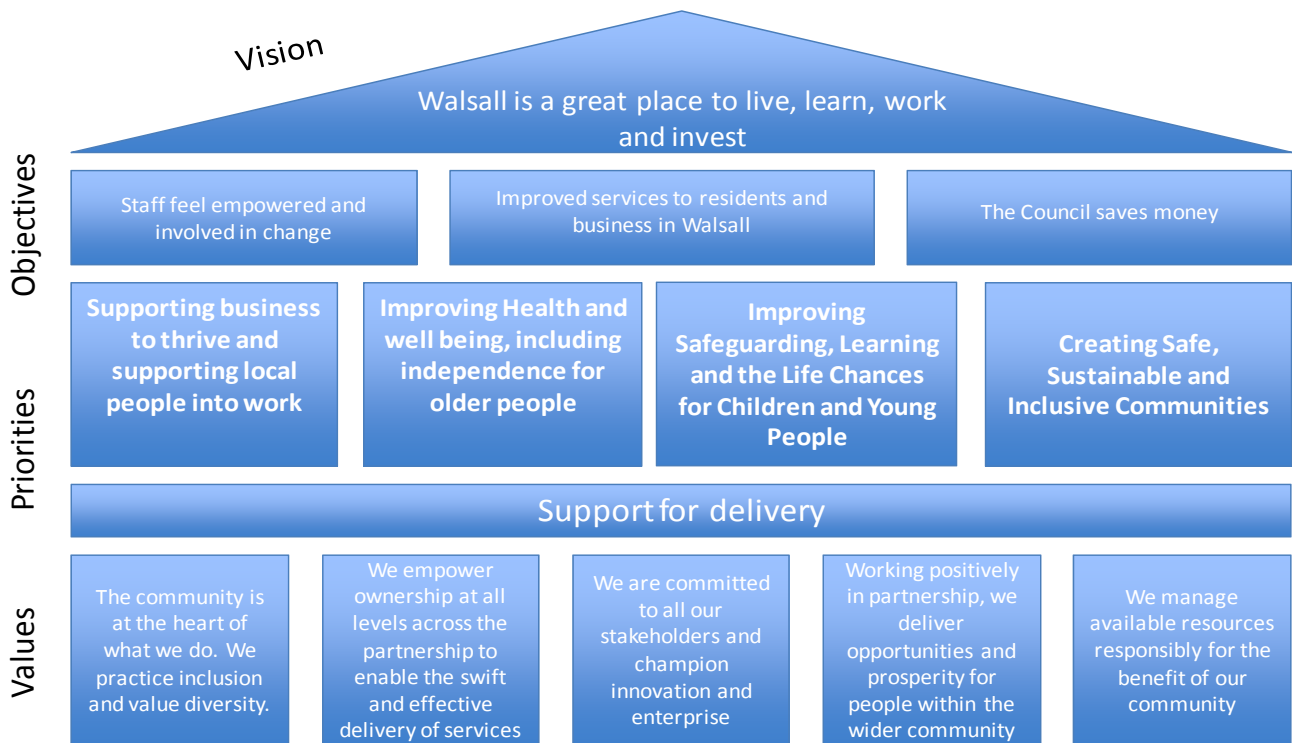 Vision
Walsall is a great place to live, learn, work
and invest
Objectives
Staff feel empowered and
involved in change
Improved services to residents and
business in Walsall
The Council saves money
Priorities
Supporting business
to thrive and
supporting local
people into work
Improving Health and
well being, including
independence for
older people
Improving
Safeguarding, Learning
and the Life Chances
for Children and Young
People
Creating Safe,
Sustainable and
Inclusive Communities
Support for delivery
Values
The community is
at the heart of
what we do. We
practice inclusion
and value diversity.
We empower
ownership at all
levels across the
partnership to
enable the swift
and effective
delivery of services
We are committed
to all our
stakeholders and
champion
innovation and
enterprise
Working positively
in partnership, we
deliver
opportunities and
prosperity for
people within the
wider community
We manage
available resources
responsibly for the
benefit of our
community